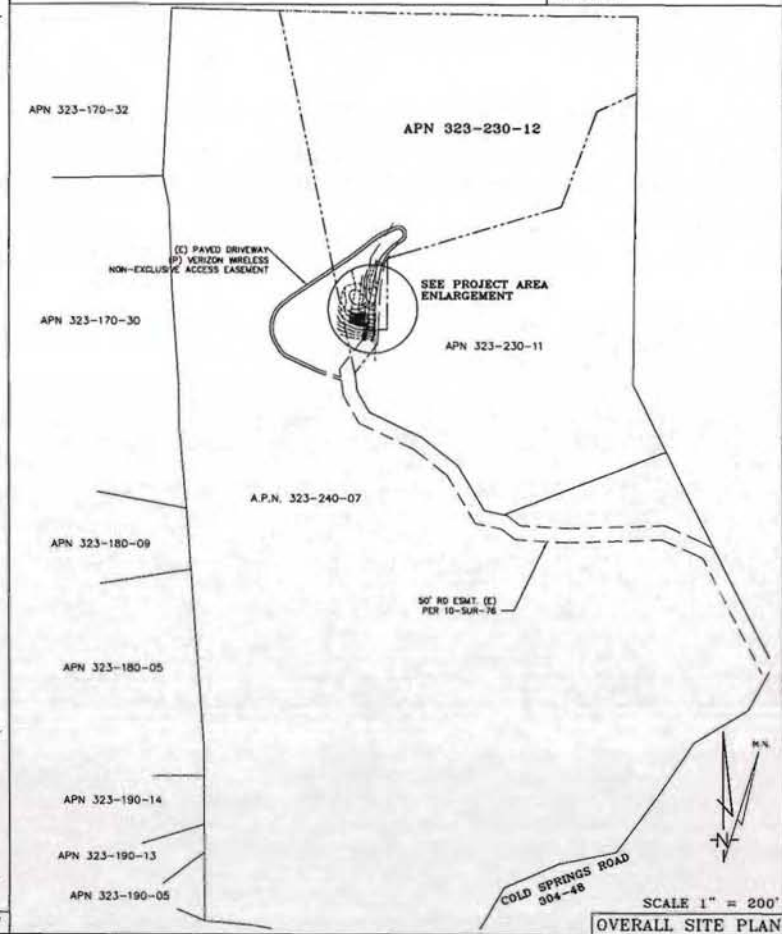 APN 323-170-32
APN 323-230-12
(E) PAVED DRIVEWAY
(P) VERIZON WIRELESS
NON-EXCLUSIVE ACCESS EASEMENT
SEE PROJECT AREA
ENLARGEMENT
APN 323-170-30
APN 323-230-11
A.P.N. 323-240-07
APN 323-180-09
50' RD ESMT. (E)
PER 10-SUR-76
APN 323-180-05
M.N.
N
APN 323-190-14
APN 323-190-13
APN 323-190-05
COLD SPRINGS ROAD
304-48
SCALE 1" = 200'
OVERALL SITE PLAN